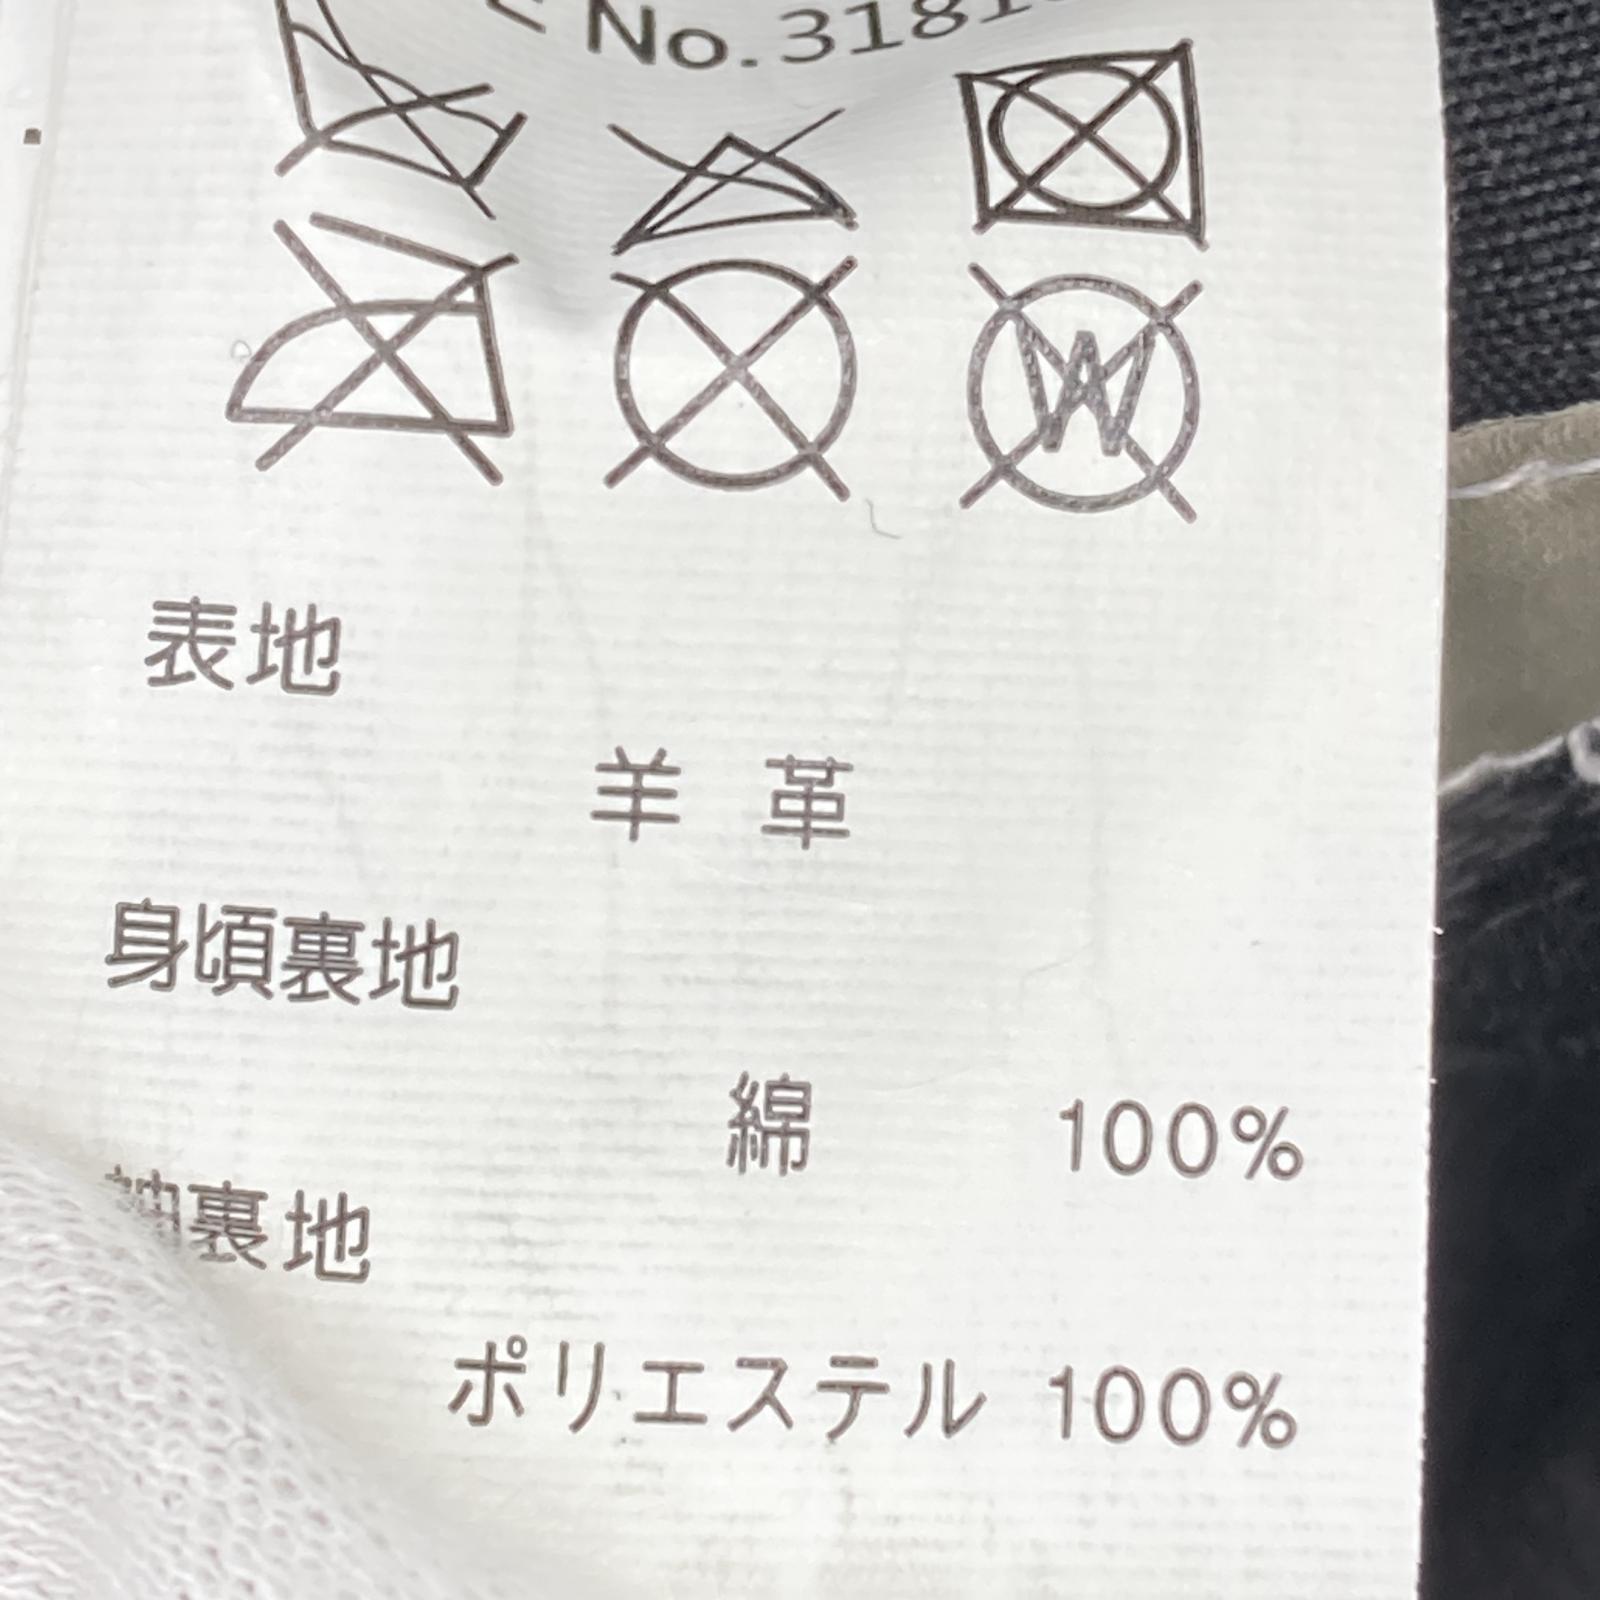 No.3181
表地
羊 革
身頃裏地
綿 100%
袖裏地
ポリエステル 100%